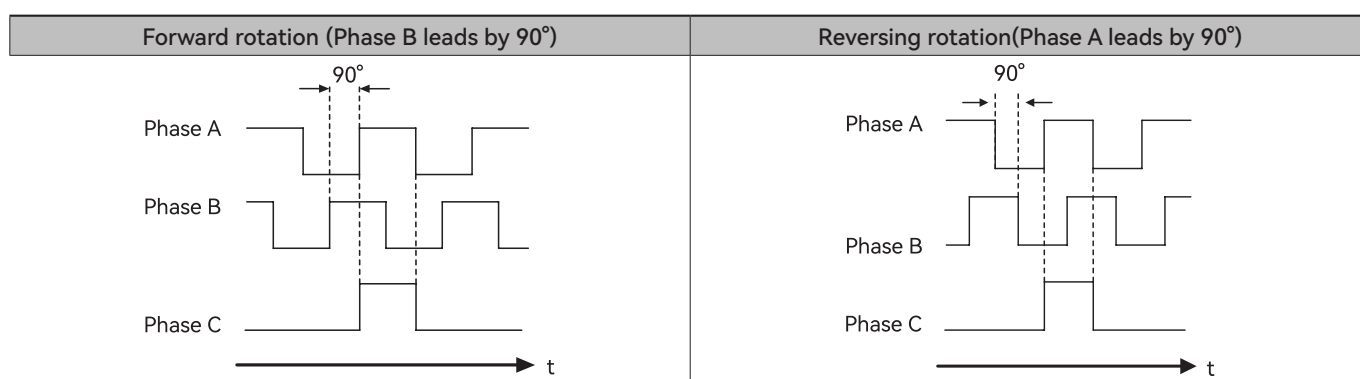 Forward rotation (Phase B leads by 90°)
Reversing rotation(Phase A leads by 90°)
90°
Phase A
Phase B
Phase C
t
90°
Phase A
Phase B
Phase C
t